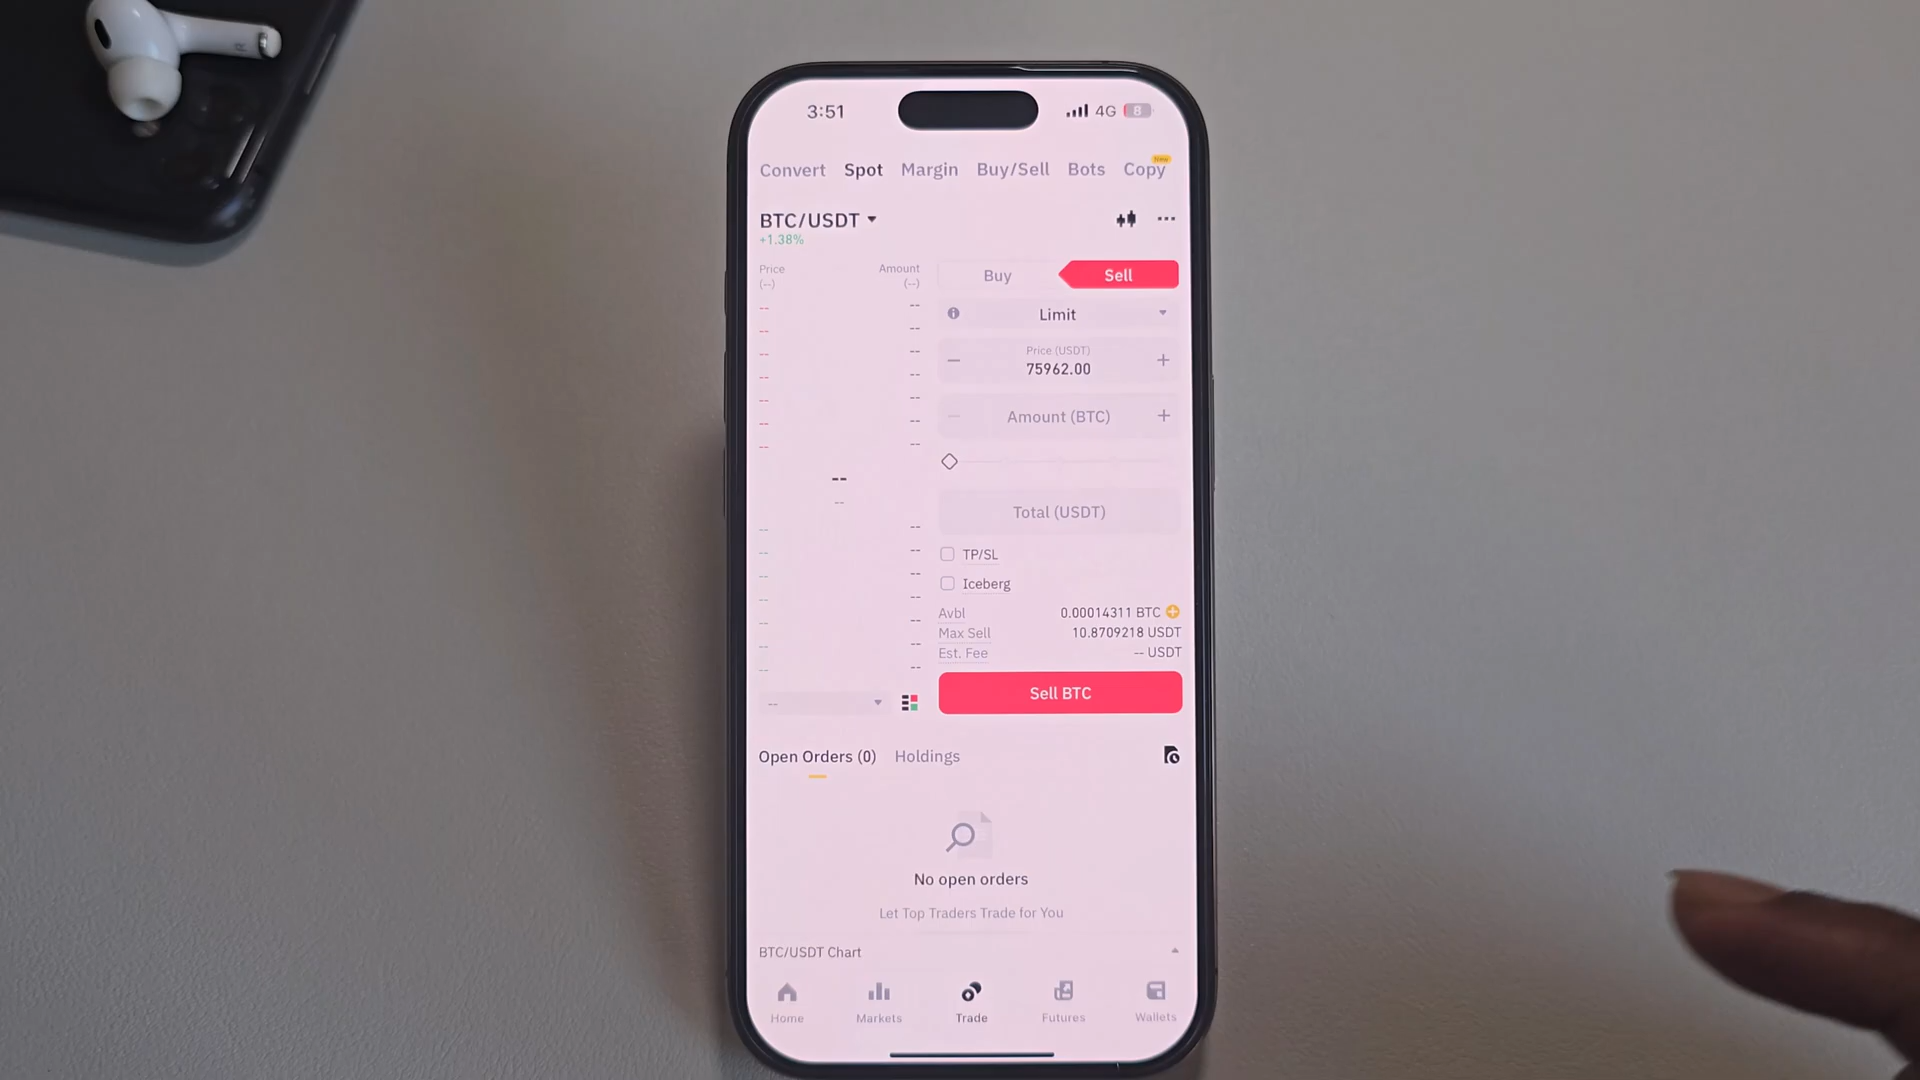 R
3:51 4G 8
Convert Spot Margin Buy/Sell Bots Copy New
BTC/USDT
+1.38%
Price Amount
(--) (--)
Buy Sell
Limit
Price (USDT)
75962.00
Amount (BTC)
Total (USDT)
TP/SL
Iceberg
Avbl 0.00014311 BTC
Max Sell 10.8709218 USDT
Est. Fee -- USDT
Sell BTC
Open Orders (0) Holdings
No open orders
Let Top Traders Trade for You
BTC/USDT Chart
Home Markets Trade Futures Wallets